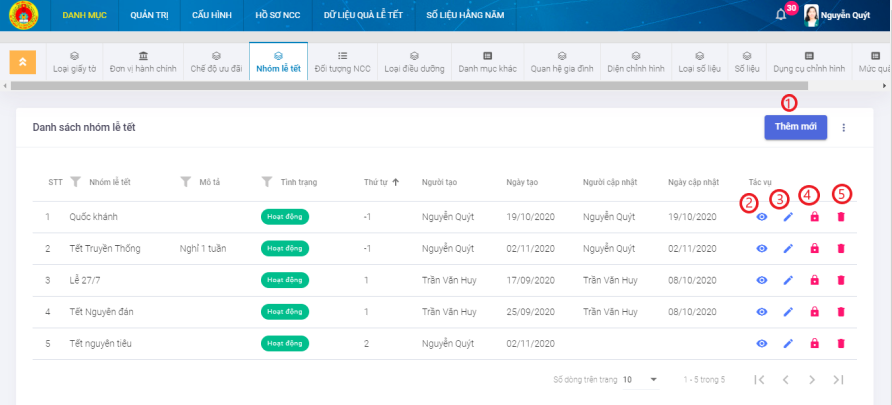 DANH MỤC QUẢN TRỊ CẤU HÌNH HỒ SƠ NCC DỮ LIỆU QUÀ LỄ TẾT SỐ LIỆU HẰNG NĂM 30 Nguyễn Quýt
Loại giấy tờ Đơn vị hành chính Chế độ ưu đãi Nhóm lễ tết Đối tượng NCC Loại điều dưỡng Danh mục khác Quan hệ gia đình Diện chỉnh hình Loại số liệu Số liệu Dụng cụ chỉnh hình Mức quà
1
Danh sách nhóm lễ tết Thêm mới
STT Nhóm lễ tết Mô tả Tình trạng Thứ tự Người tạo Ngày tạo Người cập nhật Ngày cập nhật Tác vụ
2 3 4 5
1 Quốc khánh Hoạt động -1 Nguyễn Quýt 19/10/2020 Nguyễn Quýt 19/10/2020
2 Tết Truyền Thống Nghỉ 1 tuần Hoạt động -1 Nguyễn Quýt 02/11/2020 Nguyễn Quýt 02/11/2020
3 Lễ 27/7 Hoạt động 1 Trần Văn Huy 17/09/2020 Trần Văn Huy 08/10/2020
4 Tết Nguyên đán Hoạt động 1 Trần Văn Huy 25/09/2020 Trần Văn Huy 08/10/2020
5 Tết nguyên tiêu Hoạt động 2 Nguyễn Quýt 02/11/2020
Số dòng trên trang 10 1 - 5 trong 5